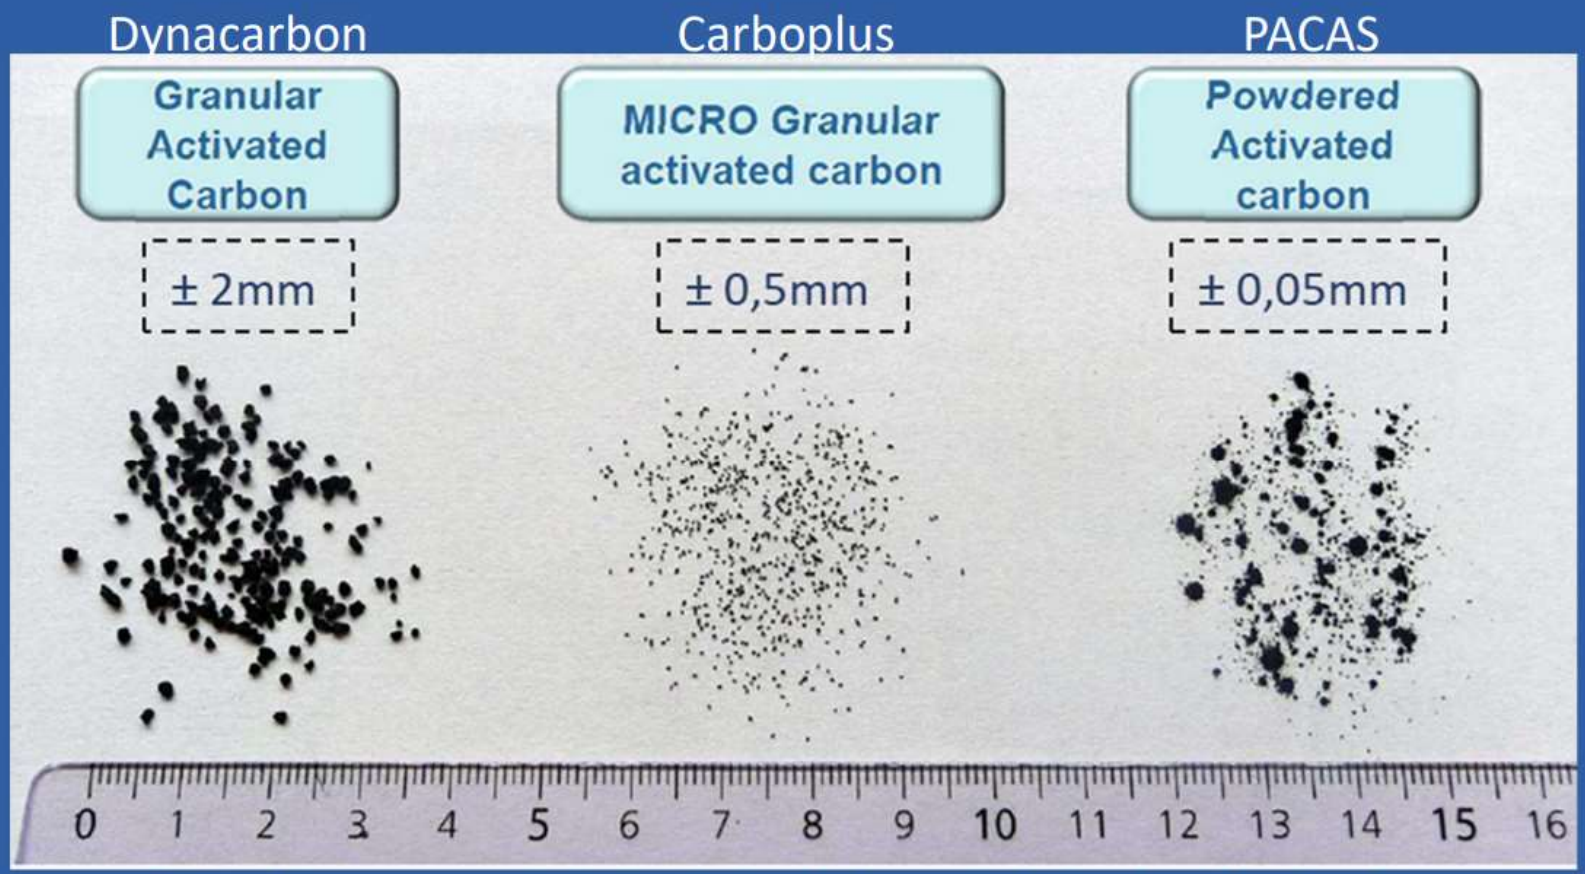 Dynacarbon
Carboplus
PACAS
Granular
Activated
Carbon
MICRO Granular
activated carbon
Powdered
Activated
carbon
± 2mm
± 0,5mm
± 0,05mm
0 1 2 3 4 5 6 7 8 9 10 11 12 13 14 15 16